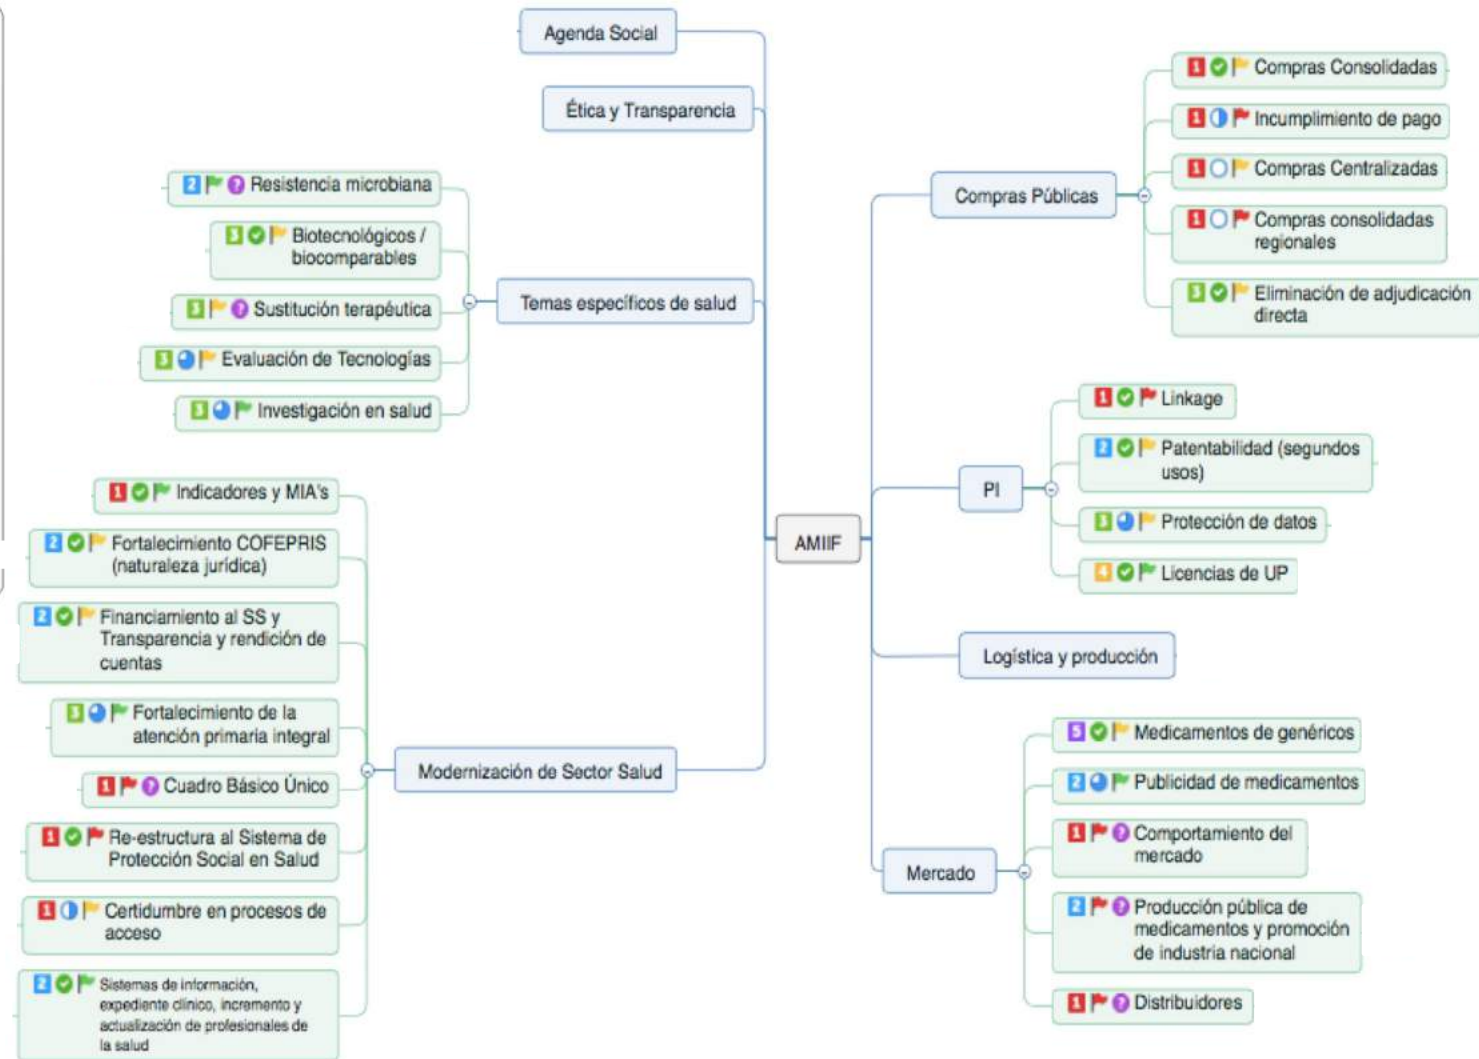 Agenda Social
Ética y Transparencia
2 ? Resistencia microbiana
3 Biotecnológicos /
biocomparables
3 ? Sustitución terapéutica
3 Evaluación de Tecnologías
3 Investigación en salud
Temas específicos de salud
1 Indicadores y MIA's
2 Fortalecimiento COFEPRIS
(naturaleza jurídica)
2 Financiamiento al SS y
Transparencia y rendición de
cuentas
3 Fortalecimiento de la
atención primaria integral
1 ? Cuadro Básico Único
1 Re-estructura al Sistema de
Protección Social en Salud
1 Certidumbre en procesos de
acceso
2 Sistemas de información,
expediente clínico, incremento y
actualización de profesionales de
la salud
Modernización de Sector Salud
AMIIF
Compras Públicas
1 Compras Consolidadas
1 Incumplimiento de pago
1 Compras Centralizadas
1 Compras consolidadas
regionales
3 Eliminación de adjudicación
directa
PI
1 Linkage
2 Patentabilidad (segundos
usos)
3 Protección de datos
4 Licencias de UP
Logística y producción
Mercado
5 Medicamentos de genéricos
2 Publicidad de medicamentos
1 ? Comportamiento del
mercado
2 ? Producción pública de
medicamentos y promoción
de industria nacional
1 ? Distribuidores